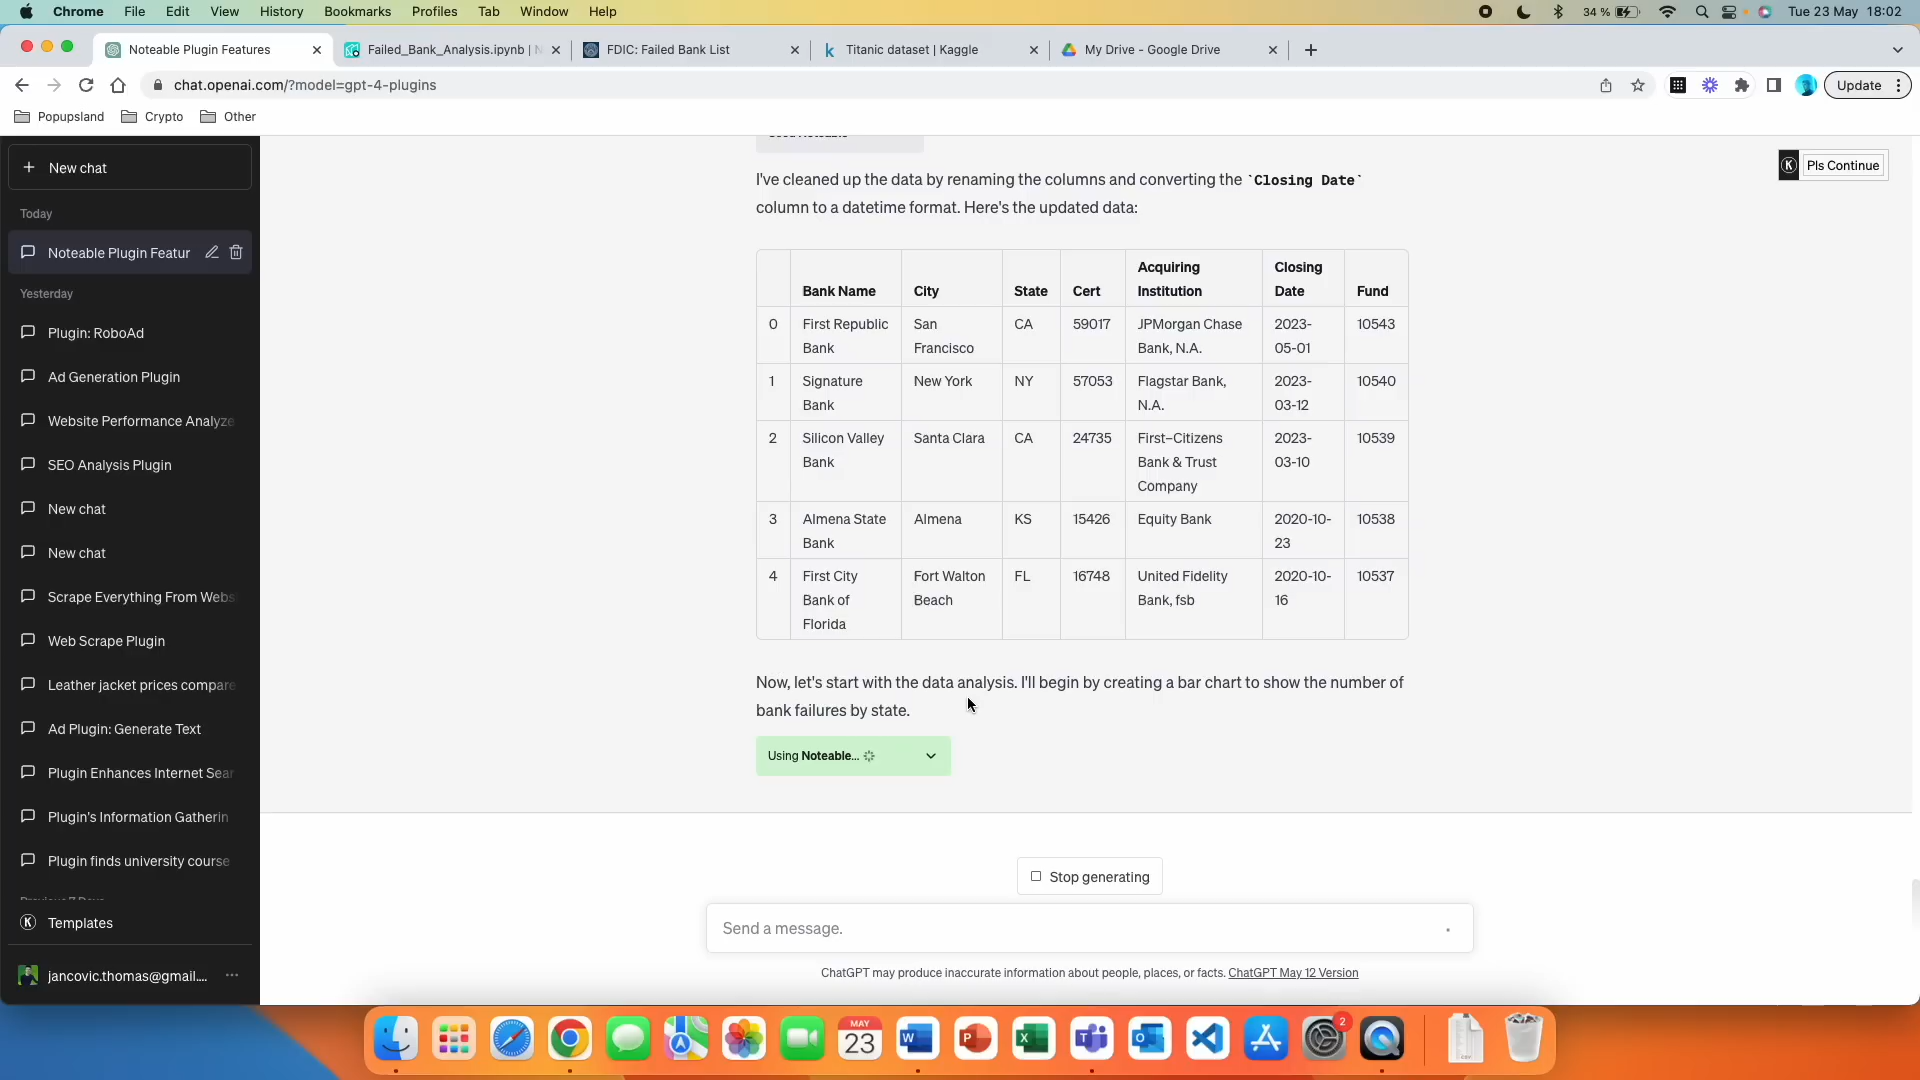 Chrome File Edit View History Bookmarks Profiles Tab Window Help 34 % Tue 23 May 18:02
Noteable Plugin Features
Failed_Bank_Analysis.ipynb | N
FDIC: Failed Bank List
Titanic dataset | Kaggle
My Drive - Google Drive
chat.openai.com/?model=gpt-4-plugins
Update
Popupsland Crypto Other
New chat
Today
Noteable Plugin Featur
Yesterday
Plugin: RoboAd
Ad Generation Plugin
Website Performance Analyze
SEO Analysis Plugin
New chat
New chat
Scrape Everything From Webs
Web Scrape Plugin
Leather jacket prices compare
Ad Plugin: Generate Text
Plugin Enhances Internet Sear
Plugin's Information Gatherin
Plugin finds university course
Templates
jancovic.thomas@gmail....
K Pls Continue
I've cleaned up the data by renaming the columns and converting the `Closing Date`
column to a datetime format. Here's the updated data:
Bank Name City State Cert Acquiring Institution Closing Date Fund
0 First Republic Bank San Francisco CA 59017 JPMorgan Chase Bank, N.A. 2023-05-01 10543
1 Signature Bank New York NY 57053 Flagstar Bank, N.A. 2023-03-12 10540
2 Silicon Valley Bank Santa Clara CA 24735 First–Citizens Bank & Trust Company 2023-03-10 10539
3 Almena State Bank Almena KS 15426 Equity Bank 2020-10-23 10538
4 First City Bank of Florida Fort Walton Beach FL 16748 United Fidelity Bank, fsb 2020-10-16 10537
Now, let's start with the data analysis. I'll begin by creating a bar chart to show the number of
bank failures by state.
Using Noteable...
Stop generating
Send a message.
ChatGPT may produce inaccurate information about people, places, or facts. ChatGPT May 12 Version
MAY
23
2